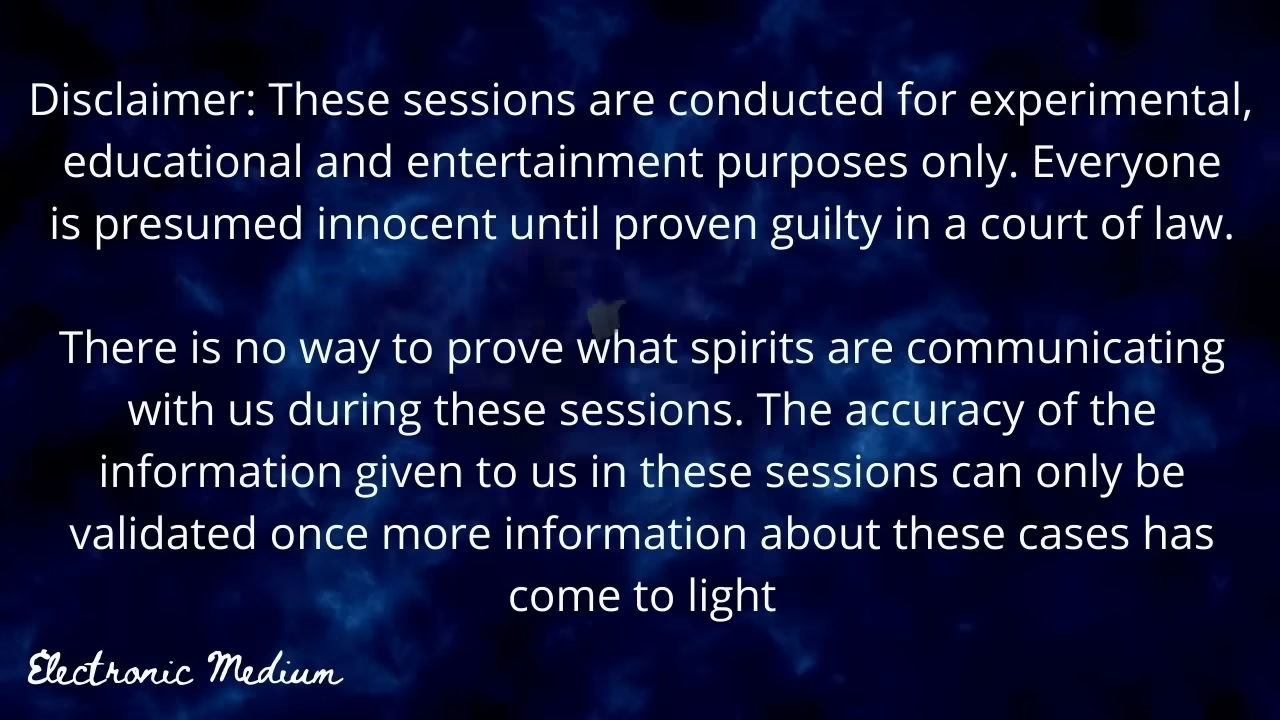 Disclaimer: These sessions are conducted for experimental,
educational and entertainment purposes only. Everyone
is presumed innocent until proven guilty in a court of law.
There is no way to prove what spirits are communicating
with us during these sessions. The accuracy of the
information given to us in these sessions can only be
validated once more information about these cases has
come to light
Electronic Medium